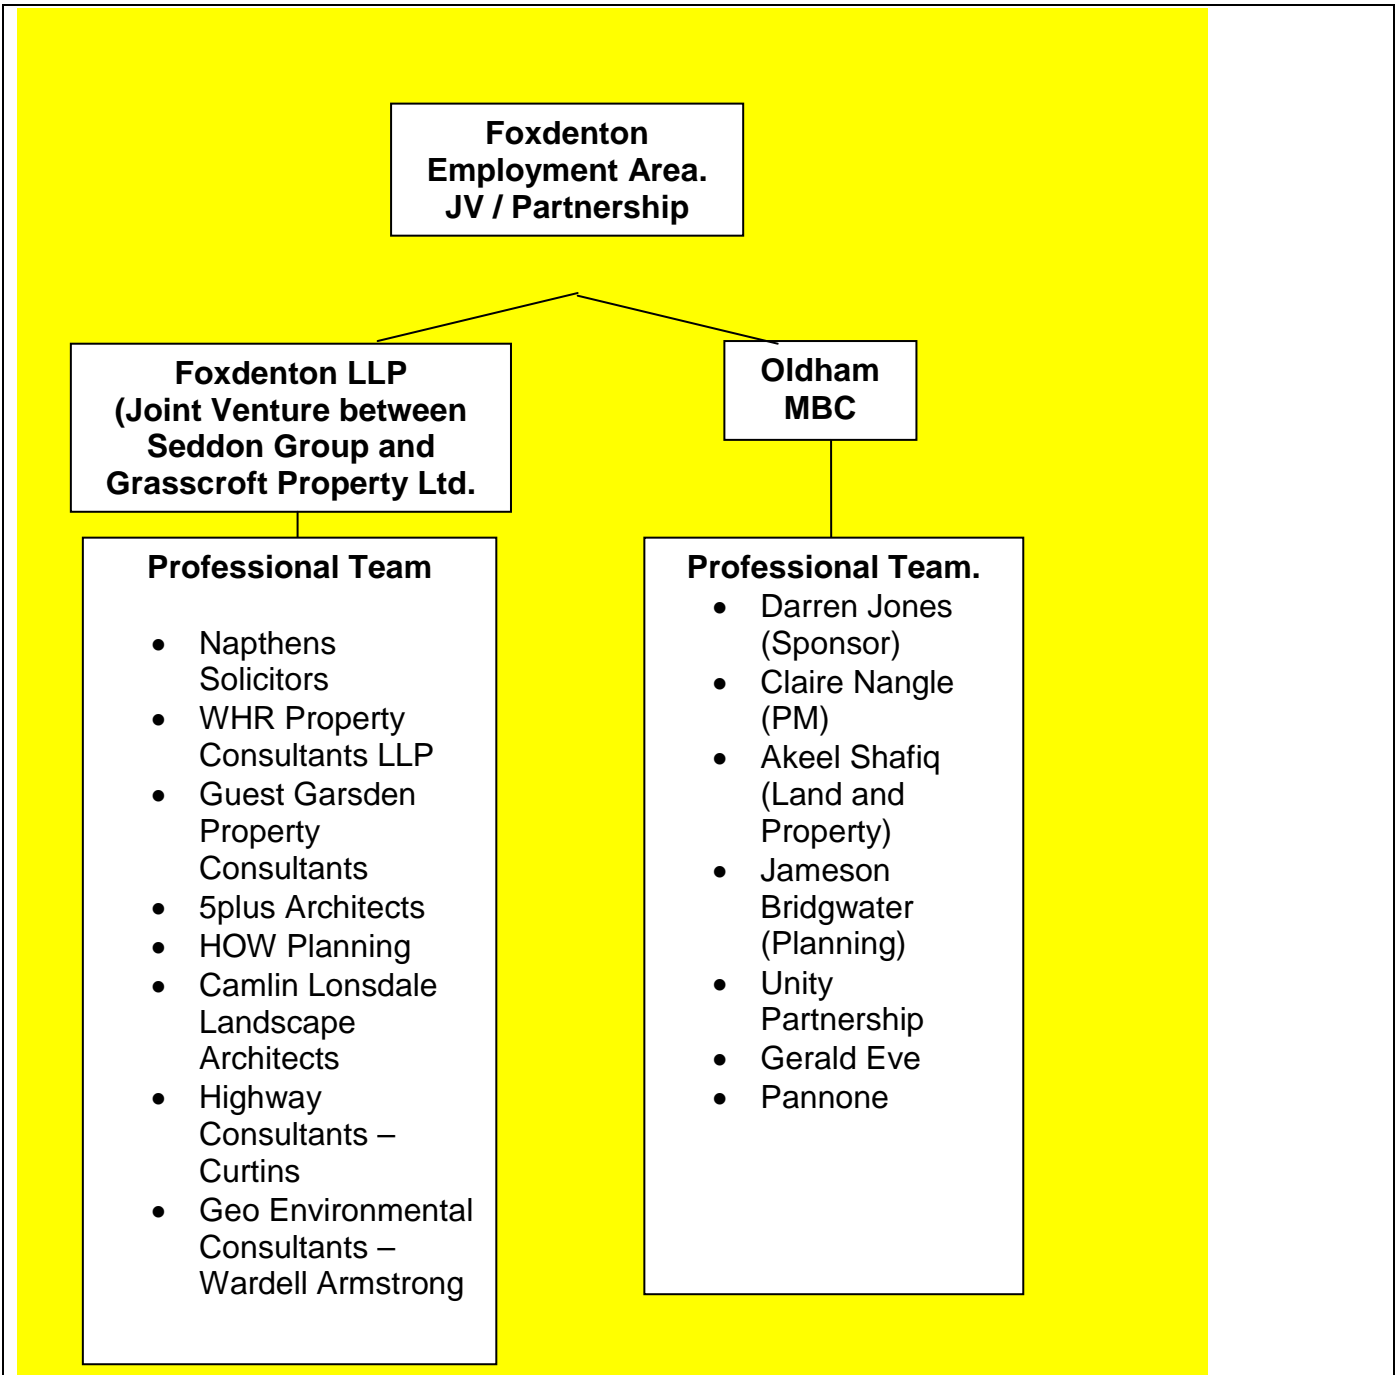 Foxdenton
Employment Area.
JV / Partnership
Foxdenton LLP
(Joint Venture between
Seddon Group and
Grasscroft Property Ltd.
Oldham
MBC
Professional Team
• Napthens
Solicitors
• WHR Property
Consultants LLP
• Guest Garsden
Property
Consultants
• 5plus Architects
• HOW Planning
• Camlin Lonsdale
Landscape
Architects
• Highway
Consultants –
Curtins
• Geo Environmental
Consultants –
Wardell Armstrong
Professional Team.
• Darren Jones
(Sponsor)
• Claire Nangle
(PM)
• Akeel Shafiq
(Land and
Property)
• Jameson
Bridgwater
(Planning)
• Unity
Partnership
• Gerald Eve
• Pannone